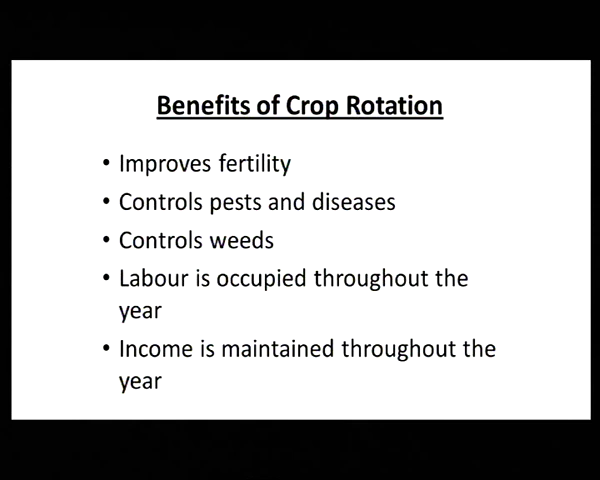 Benefits of Crop Rotation
• Improves fertility
• Controls pests and diseases
• Controls weeds
• Labour is occupied throughout the
year
• Income is maintained throughout the
year